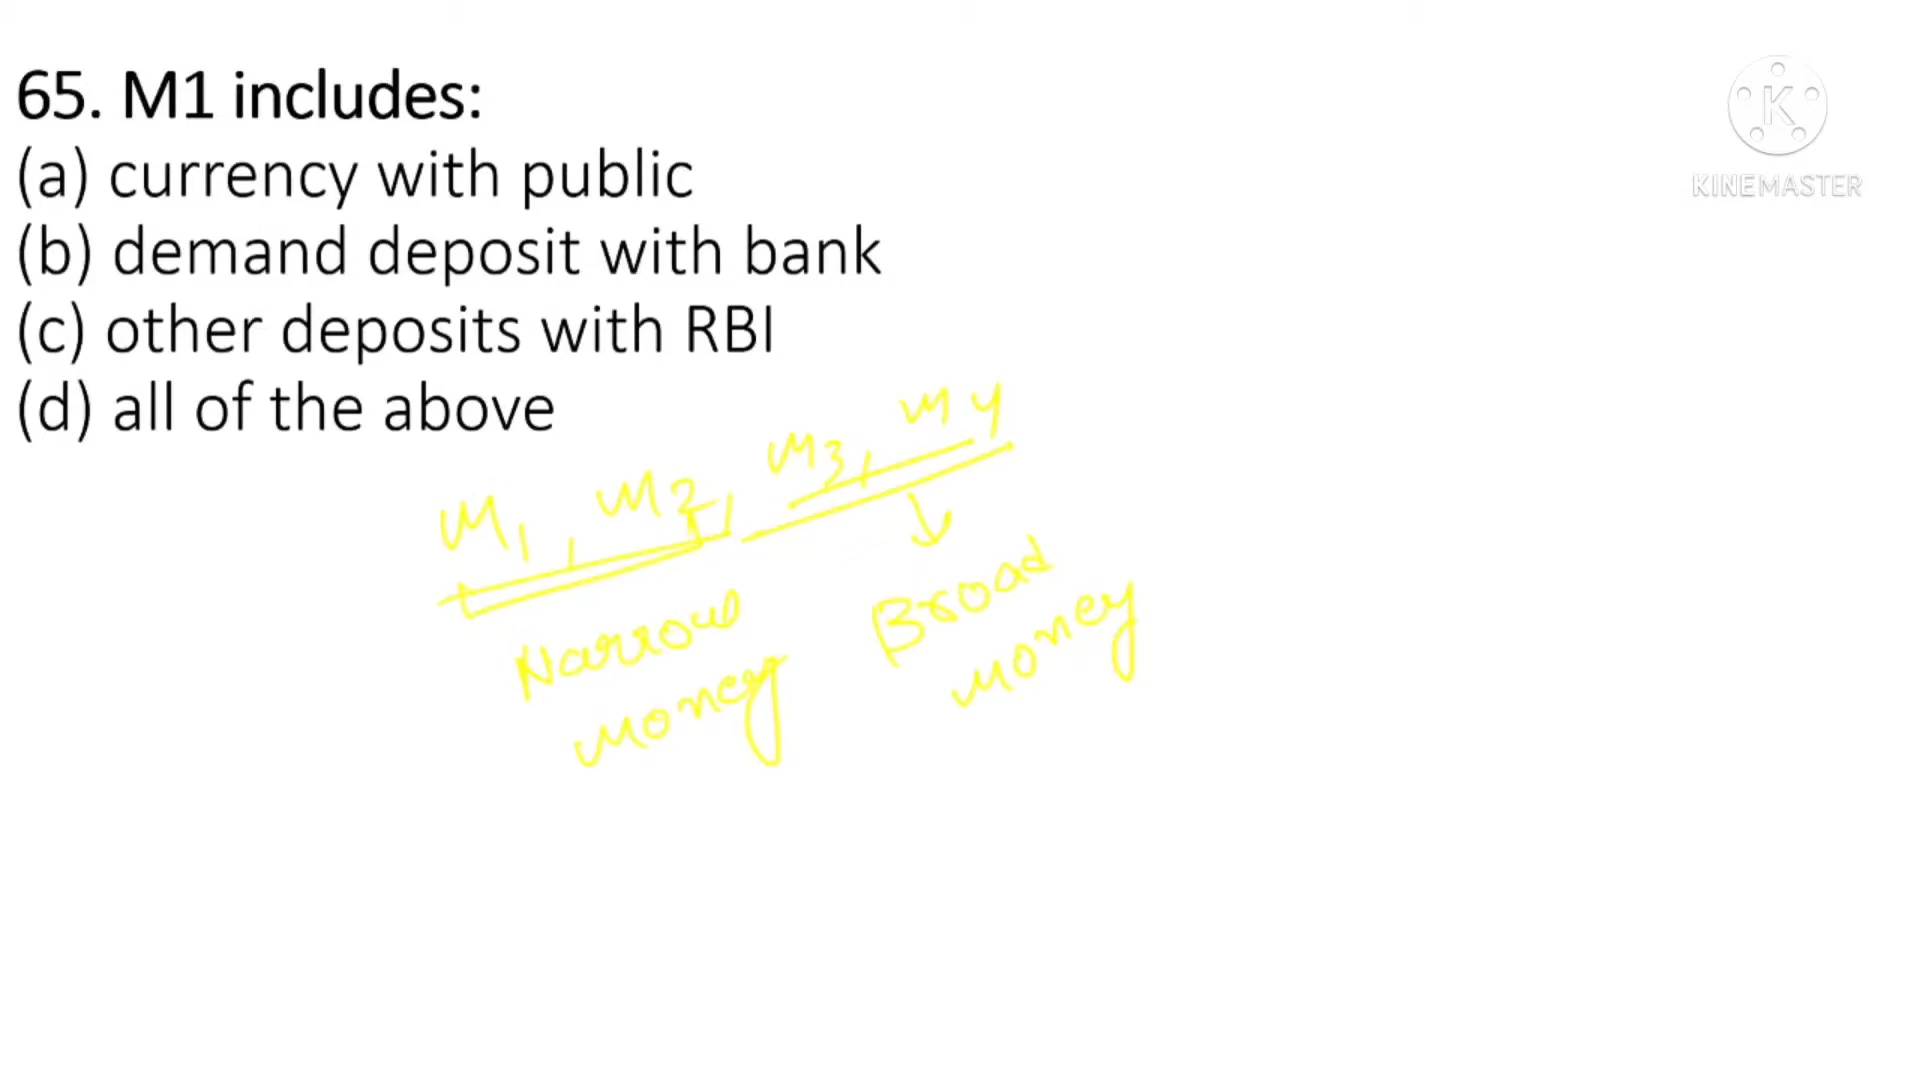 65. M1 includes:
(a) currency with public
(b) demand deposit with bank
(c) other deposits with RBI
(d) all of the above
M1, M2, M3, M4
Narrow Broad
money money
K
KINEMASTER